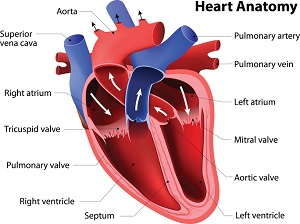 Heart Anatomy
Aorta
Superior
vena cava
Pulmonary artery
Pulmonary vein
Right atrium
Left atrium
Tricuspid valve
Mitral valve
Pulmonary valve
Aortic valve
Right ventricle
Septum
Left ventricle